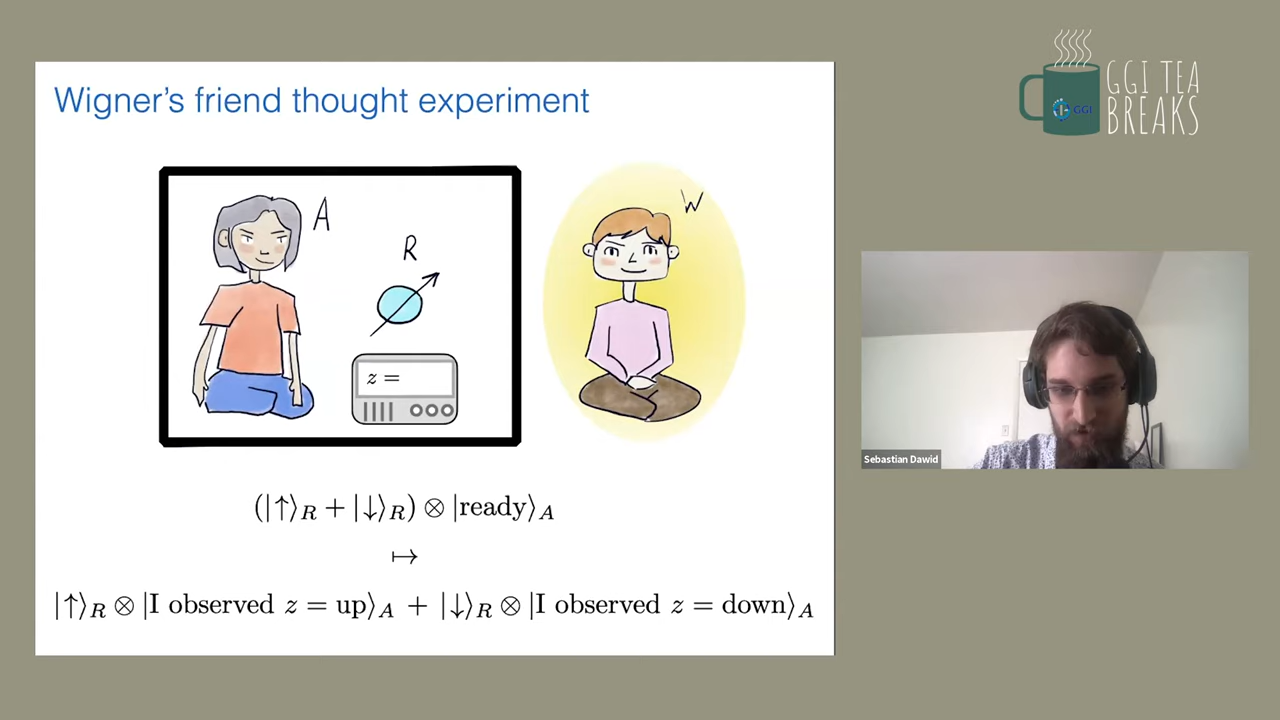 Wigner's friend thought experiment
A
R
W
z =
(|↑⟩_R + |↓⟩_R) ⊗ |ready⟩_A
↦
|↑⟩_R ⊗ |I observed z = up⟩_A + |↓⟩_R ⊗ |I observed z = down⟩_A
GGI TEA
BREAKS
GGI
Sebastian Dawid